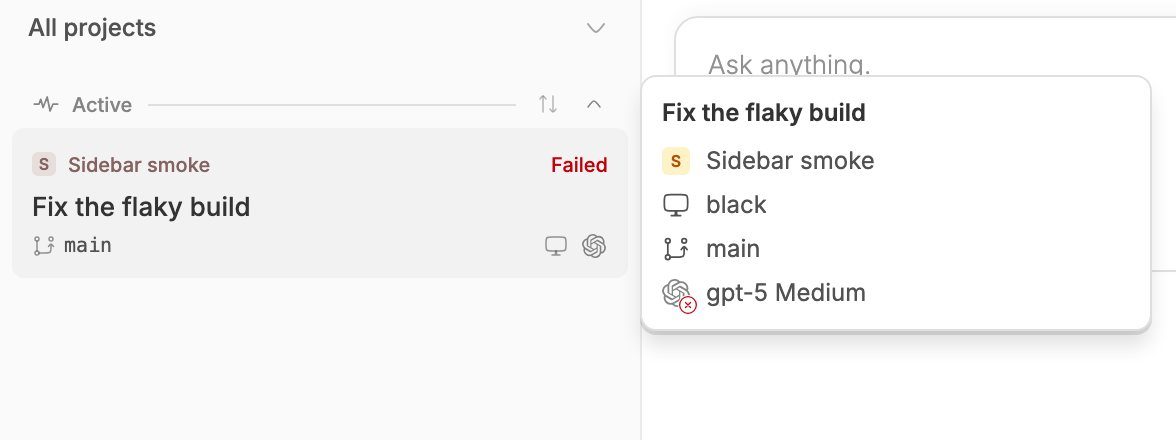 All projects
Active
S Sidebar smoke Failed
Fix the flaky build
main
Ask anything.
Fix the flaky build
S Sidebar smoke
black
main
gpt-5 Medium